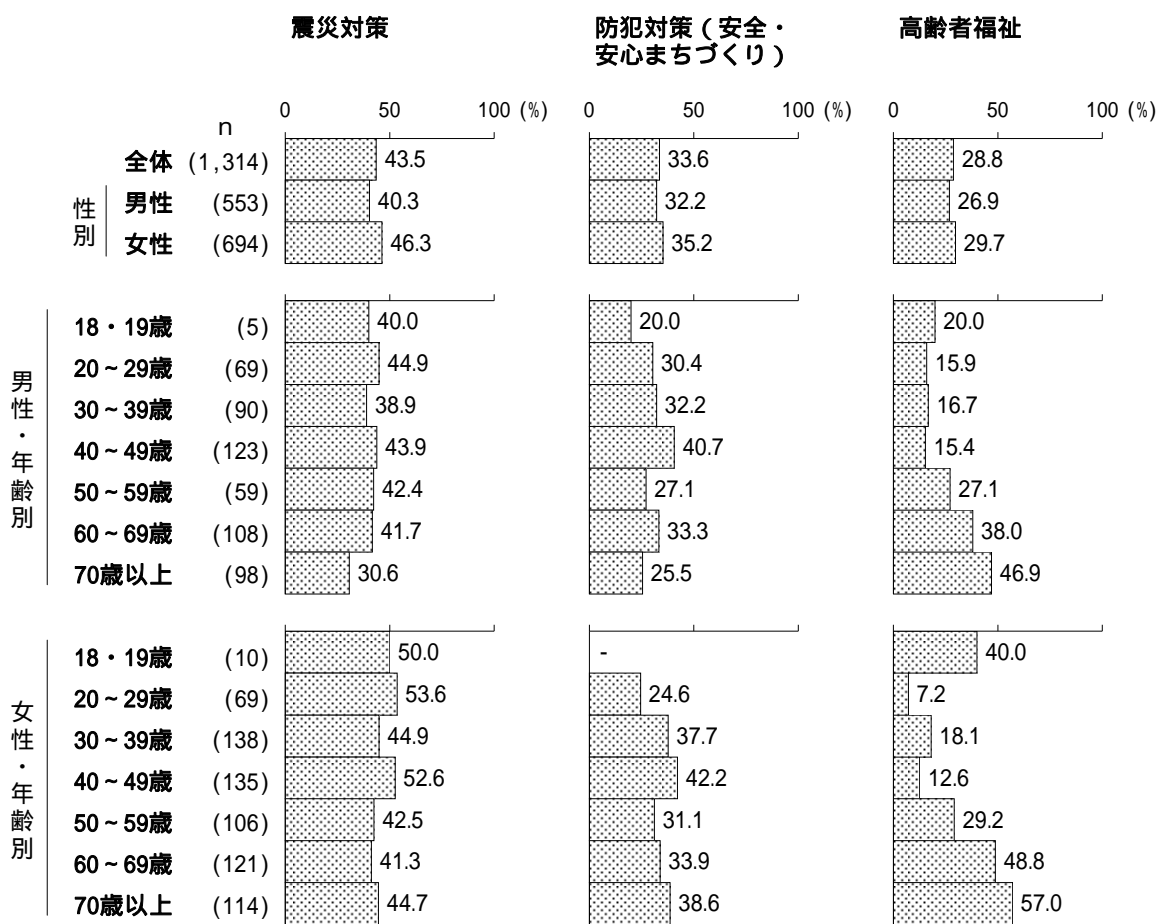 震災対策
防犯対策（安全・
安心まちづくり）
高齢者福祉
0 50 100 (%) 0 50 100 (%) 0 50 100 (%)
n
全体 (1,314) 43.5 33.6 28.8
性別
男性 (553) 40.3 32.2 26.9
女性 (694) 46.3 35.2 29.7
男性・年齢別
18・19歳 (5) 40.0 20.0 20.0
20～29歳 (69) 44.9 30.4 15.9
30～39歳 (90) 38.9 32.2 16.7
40～49歳 (123) 43.9 40.7 15.4
50～59歳 (59) 42.4 27.1 27.1
60～69歳 (108) 41.7 33.3 38.0
70歳以上 (98) 30.6 25.5 46.9
女性・年齢別
18・19歳 (10) 50.0 - 40.0
20～29歳 (69) 53.6 24.6 7.2
30～39歳 (138) 44.9 37.7 18.1
40～49歳 (135) 52.6 42.2 12.6
50～59歳 (106) 42.5 31.1 29.2
60～69歳 (121) 41.3 33.9 48.8
70歳以上 (114) 44.7 38.6 57.0